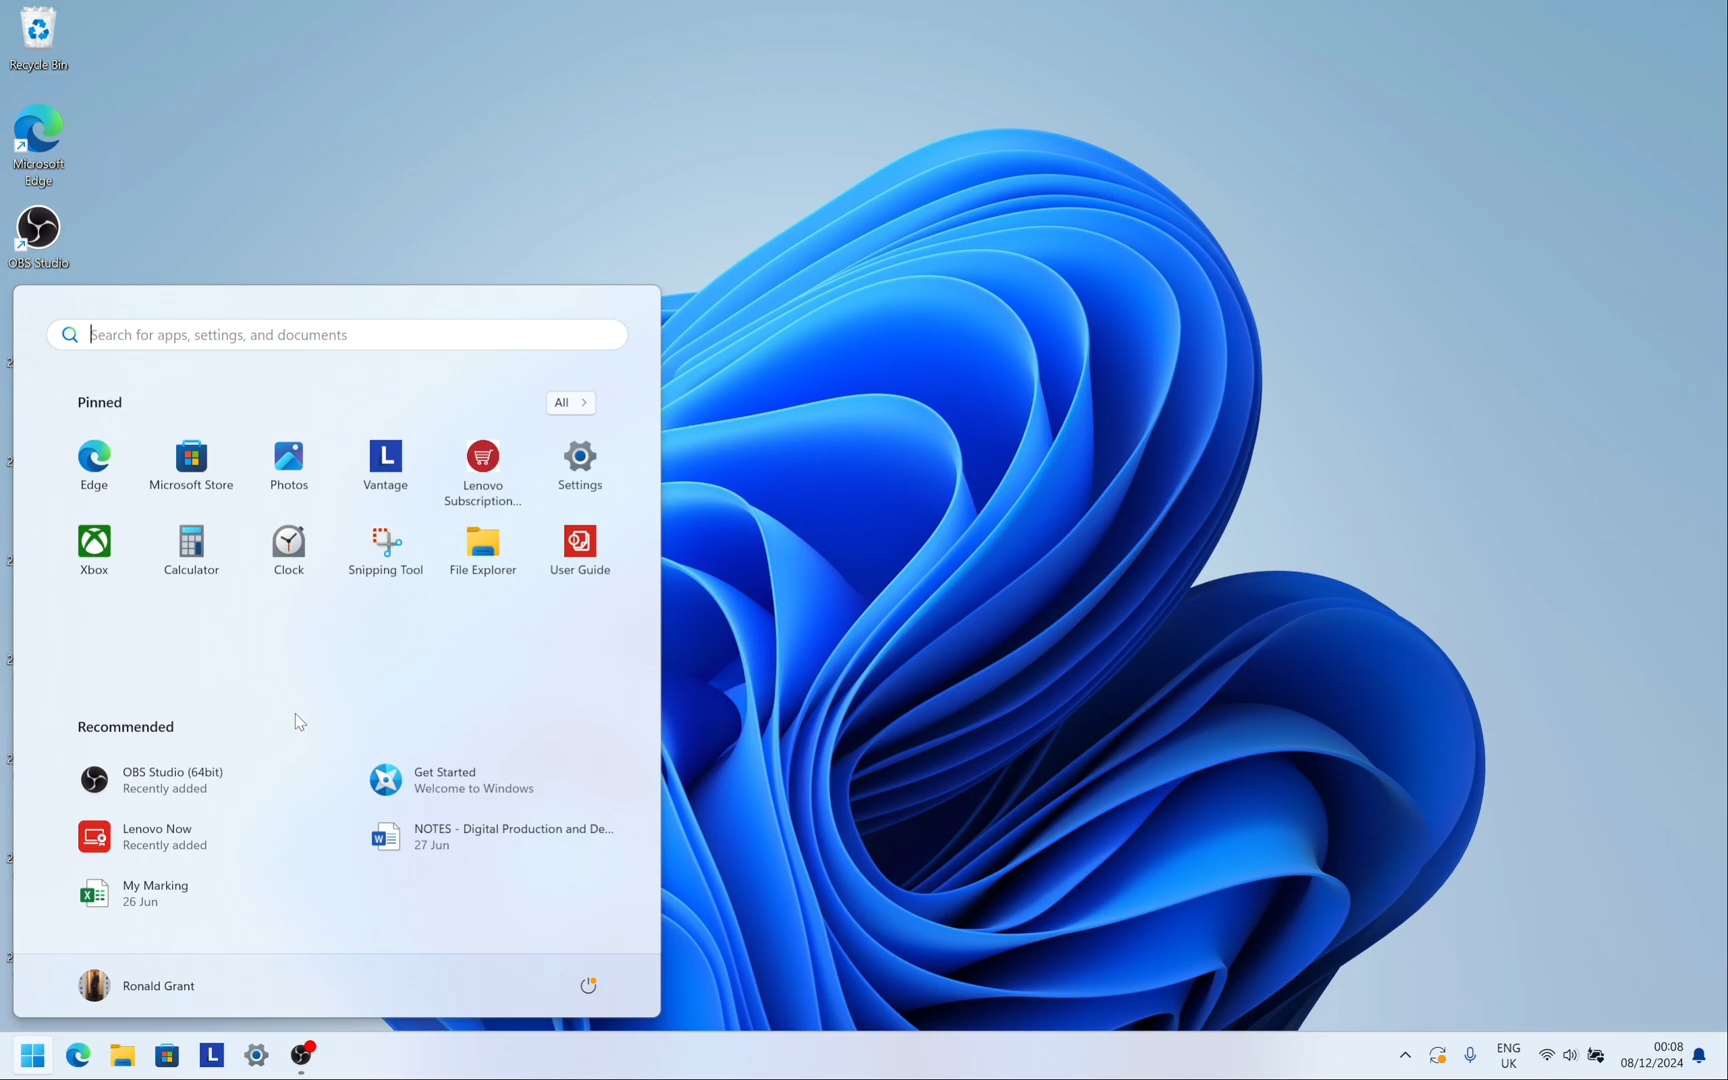 Recycle Bin
Microsoft
Edge
OBS Studio
Search for apps, settings, and documents
Pinned
All
Edge
Microsoft Store
Photos
Vantage
Lenovo
Subscription...
Settings
Xbox
Calculator
Clock
Snipping Tool
File Explorer
User Guide
Recommended
OBS Studio (64bit)
Recently added
Get Started
Welcome to Windows
Lenovo Now
Recently added
NOTES - Digital Production and De...
27 Jun
My Marking
26 Jun
Ronald Grant
ENG
UK
00:08
08/12/2024